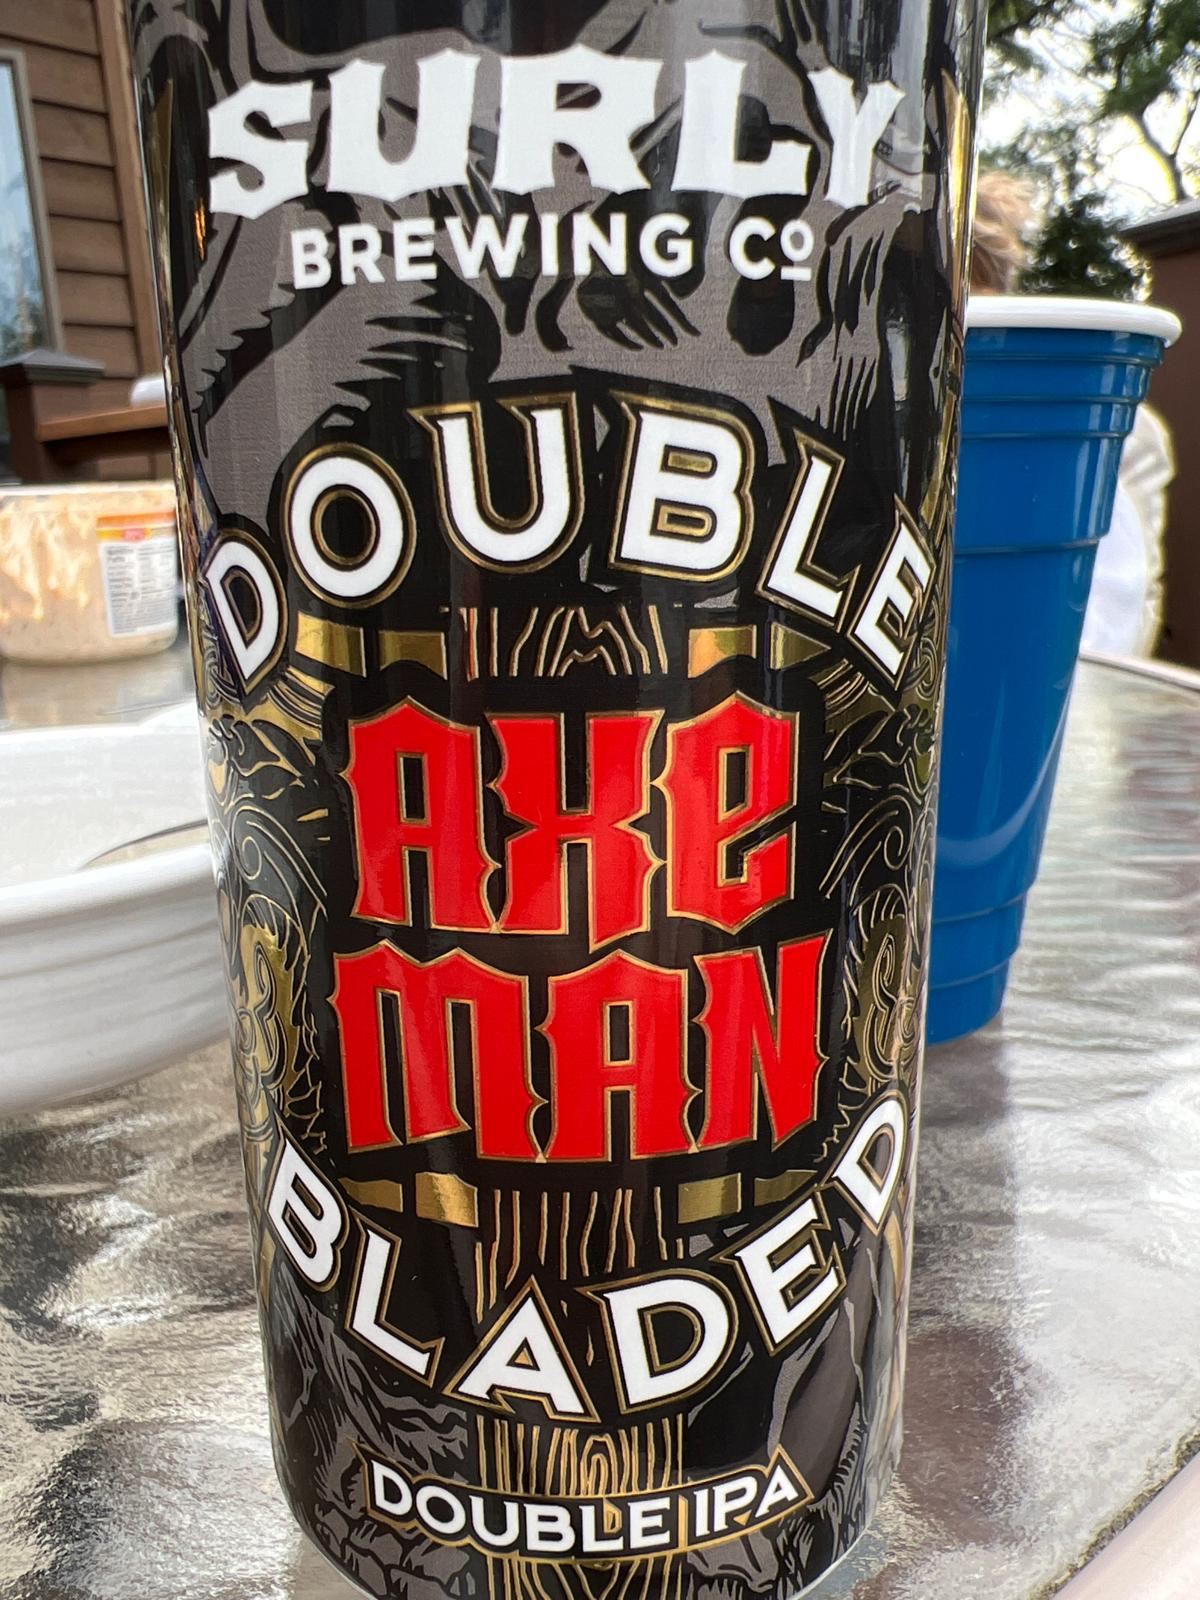 SURLY
BREWING Cº
DOUBLE
AXE
MAN
BLADED
DOUBLE IPA